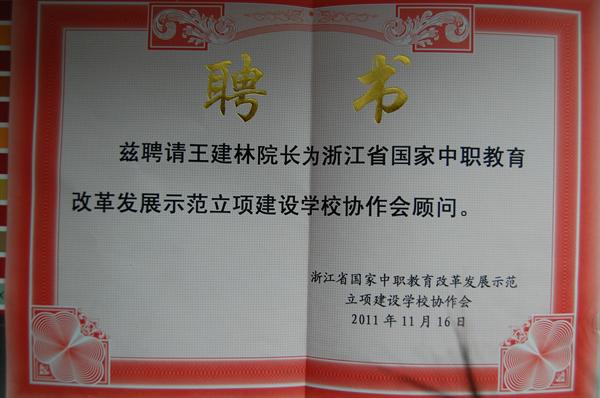 聘书
兹聘请王建林院长为浙江省国家中职教育
改革发展示范立项建设学校协作会顾问。
浙江省国家中职教育改革发展示范
立项建设学校协作会
2011年11月16日